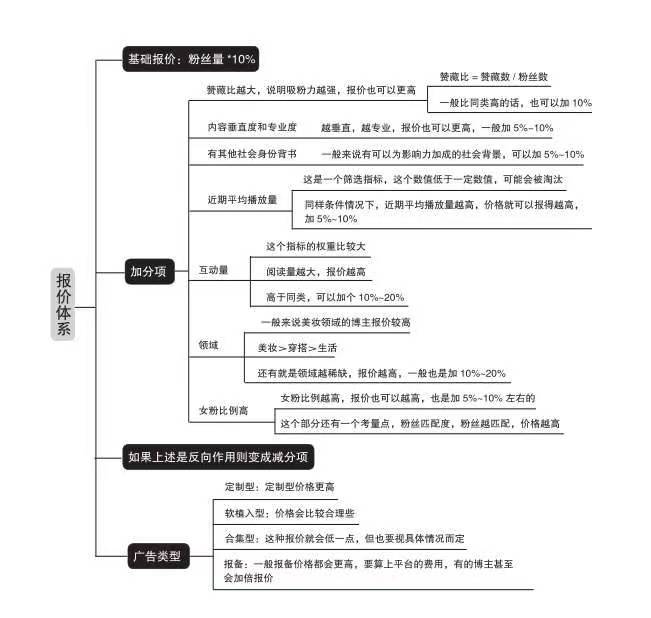 报价体系
基础报价：粉丝量 *10%
加分项
赞藏比越大，说明吸粉力越强，报价也可以更高
赞藏比 = 赞藏数 / 粉丝数
一般比同类高的话，也可以加 10%
内容垂直度和专业度
越垂直，越专业，报价也可以更高，一般加 5%~10%
有其他社会身份背书
一般来说有可以为影响力加成的社会背景，可以加 5%~10%
近期平均播放量
这是一个筛选指标，这个数值低于一定数值，可能会被淘汰
同样条件情况下，近期平均播放量越高，价格就可以报得越高，
加 5%~10%
互动量
这个指标的权重比较大
阅读量越大，报价越高
高于同类，可以加个 10%~20%
领域
一般来说美妆领域的博主报价较高
美妆＞穿搭＞生活
还有就是领域越稀缺，报价越高，一般也是加 10%~20%
女粉比例高
女粉比例越高，报价也可以越高，也是加 5%~10% 左右的
这个部分还有一个考量点，粉丝匹配度，粉丝越匹配，价格越高
如果上述是反向作用则变成减分项
广告类型
定制型：定制型价格更高
软植入型：价格会比较合理些
合集型：这种报价就会低一点，但也要视具体情况而定
报备：一般报备价格都会更高，要算上平台的费用，有的博主甚至
会加倍报价